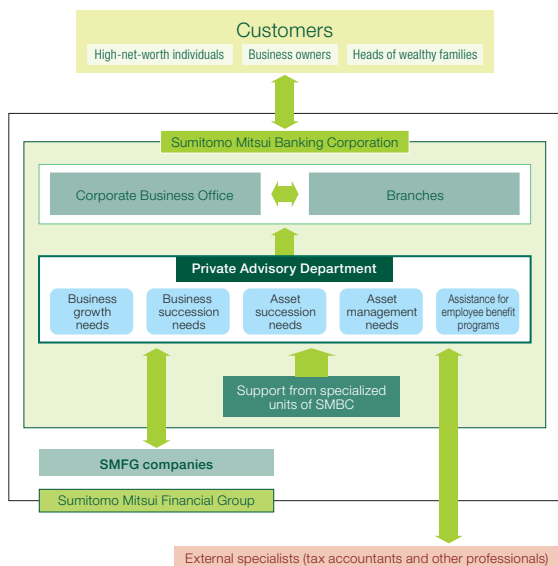 Customers
High-net-worth individuals
Business owners
Heads of wealthy families
Sumitomo Mitsui Banking Corporation
Corporate Business Office
Branches
Private Advisory Department
Business
growth
needs
Business
succession
needs
Asset
succession
needs
Asset
management
needs
Assistance for
employee benefit
programs
Support from specialized
units of SMBC
SMFG companies
Sumitomo Mitsui Financial Group
External specialists (tax accountants and other professionals)